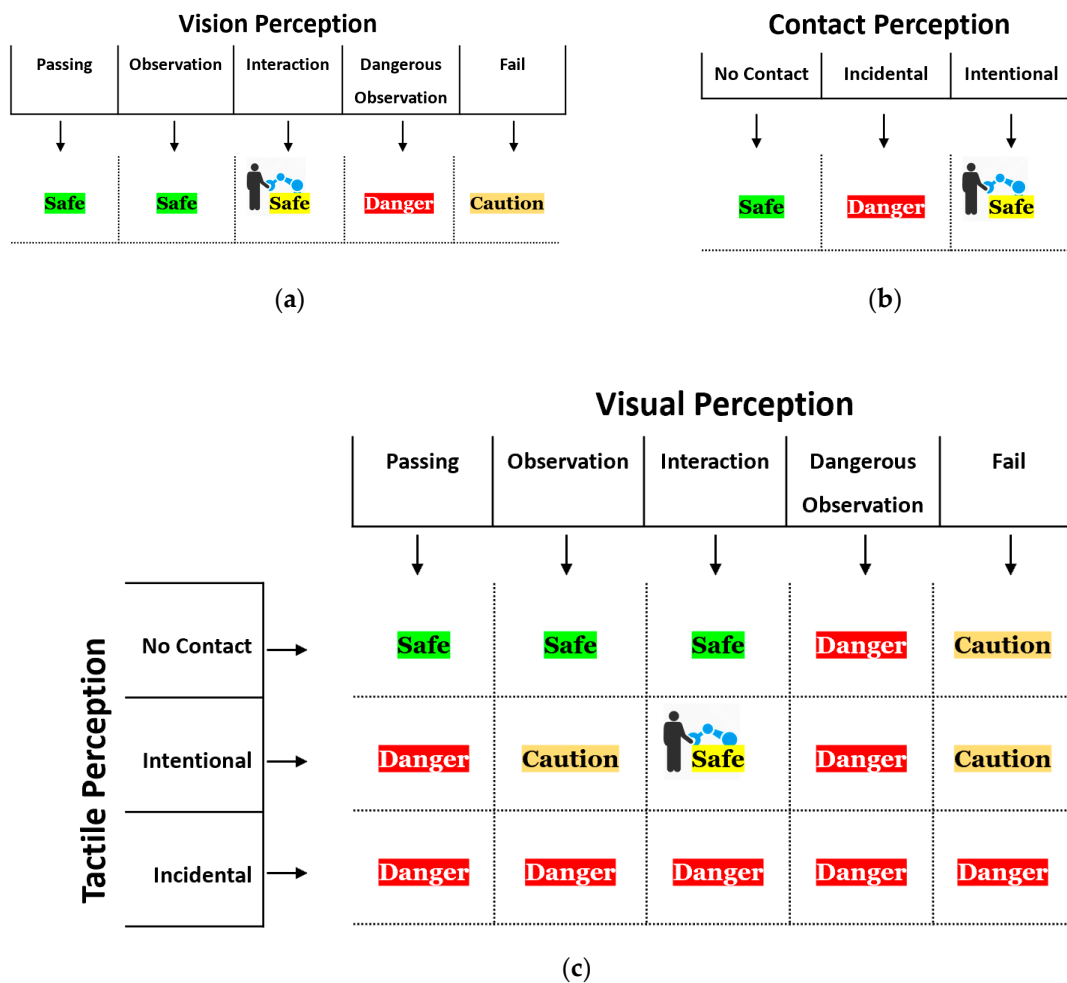 Vision Perception
Passing Observation Interaction Dangerous Observation Fail
Safe Safe Safe Danger Caution
(a)
Contact Perception
No Contact Incidental Intentional
Safe Danger Safe
(b)
Visual Perception
Passing Observation Interaction Dangerous Observation Fail
Tactile Perception
No Contact Safe Safe Safe Danger Caution
Intentional Danger Caution Safe Danger Caution
Incidental Danger Danger Danger Danger Danger
(c)